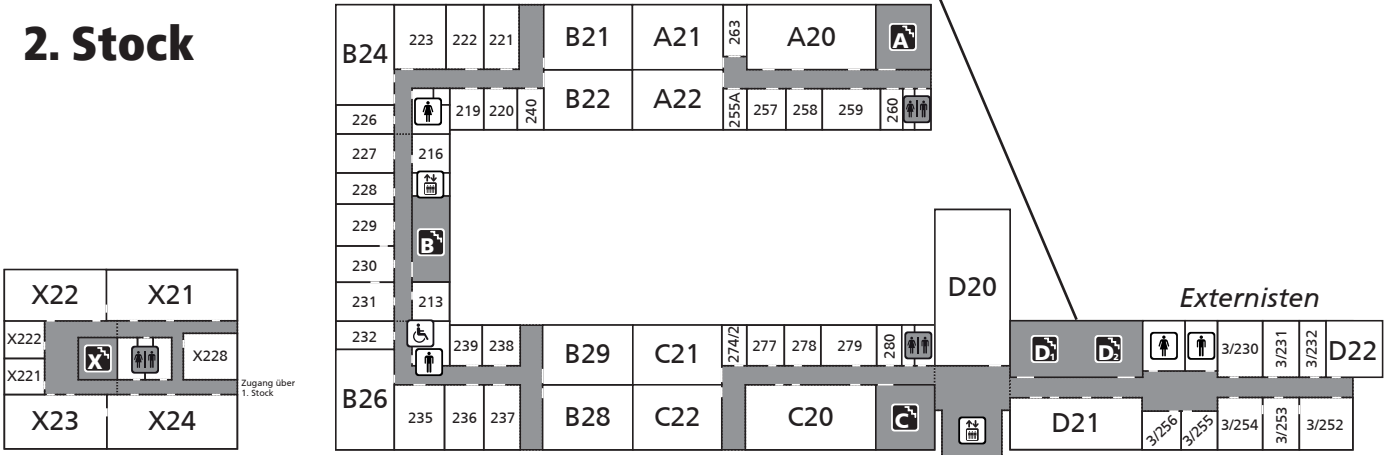 2. Stock
B24
223
222
221
B21
A21
263
A20
A
B22
A22
226
219
220
240
255A
257
258
259
260
227
216
228
229
B
230
231
213
232
239
238
B29
C21
274/2
277
278
279
280
D20
Externisten
D1
D2
3/230
3/231
3/232
D22
B26
235
236
237
B28
C22
C20
C
D21
3/256
3/255
3/254
3/253
3/252
X22
X21
X222
X
X228
X221
Zugang über
1. Stock
X23
X24